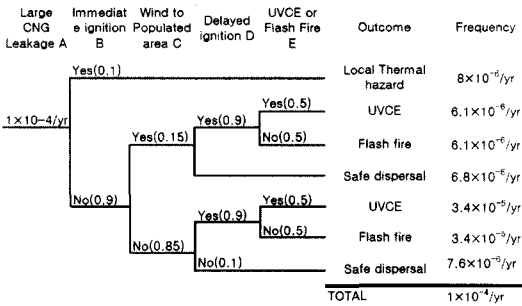 Large CNG Leakage A
Immediat e ignition B
Wind to Populated area C
Delayed ignition D
UVCE or Flash Fire E
Outcome
Frequency
Yes(0.1)
Local Thermal hazard
8×10⁻⁶/yr
1×10-4/yr
Yes(0.5)
UVCE
6.1×10⁻⁶/yr
Yes(0.9)
Yes(0.15)
No(0.5)
Flash fire
6.1×10⁻⁶/yr
Safe dispersal
6.8×10⁻⁶/yr
No(0.9)
Yes(0.5)
UVCE
3.4×10⁻⁵/yr
Yes(0.9)
No(0.5)
Flash fire
3.4×10⁻⁵/yr
No(0.85)
No(0.1)
Safe dispersal
7.6×10⁻⁶/yr
TOTAL
1×10⁻⁴/yr